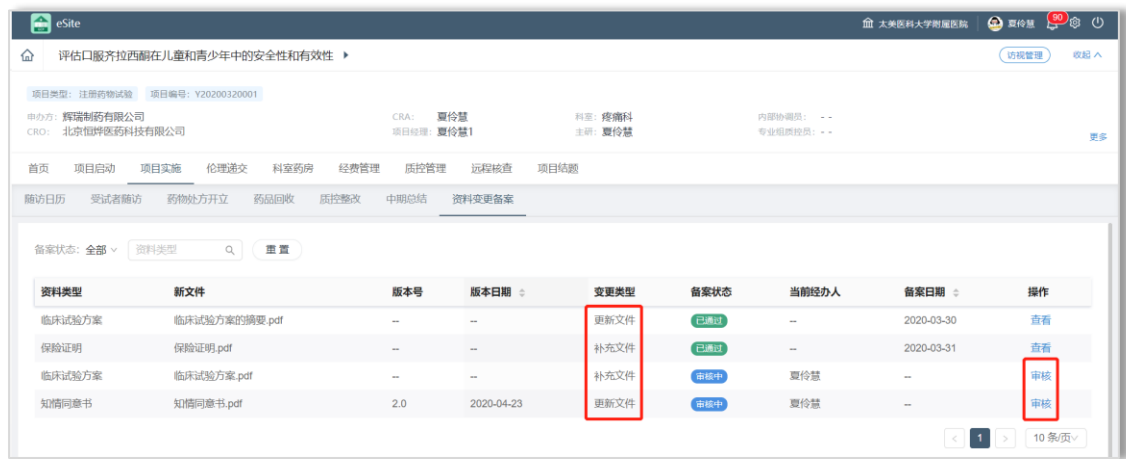 eSite 太美医科大学附属医院 夏伶慧 90
评估口服齐拉西酮在儿童和青少年中的安全性和有效性 访视管理 收起
项目类型: 注册药物试验 项目编号: Y20200320001
申办方: 辉瑞制药有限公司 CRA: 夏伶慧 科室: 疼痛科 内部协调员: - -
CRO: 北京恒烨医药科技有限公司 项目经理: 夏伶慧1 主研: 夏伶慧 专业组质控员: - -
更多
首页 项目启动 项目实施 伦理递交 科室药房 经费管理 质控管理 远程核查 项目结题
随访日历 受试者随访 药物处方开立 药品回收 质控整改 中期总结 资料变更备案
备案状态: 全部 资料类型 重置
资料类型 新文件 版本号 版本日期 变更类型 备案状态 当前经办人 备案日期 操作
临床试验方案 临床试验方案的摘要.pdf -- -- 更新文件 已通过 -- 2020-03-30 查看
保险证明 保险证明.pdf -- -- 补充文件 已通过 -- 2020-03-31 查看
临床试验方案 临床试验方案.pdf -- -- 补充文件 审核中 夏伶慧 -- 审核
知情同意书 知情同意书.pdf 2.0 2020-04-23 更新文件 审核中 夏伶慧 -- 审核
< 1 > 10 条/页